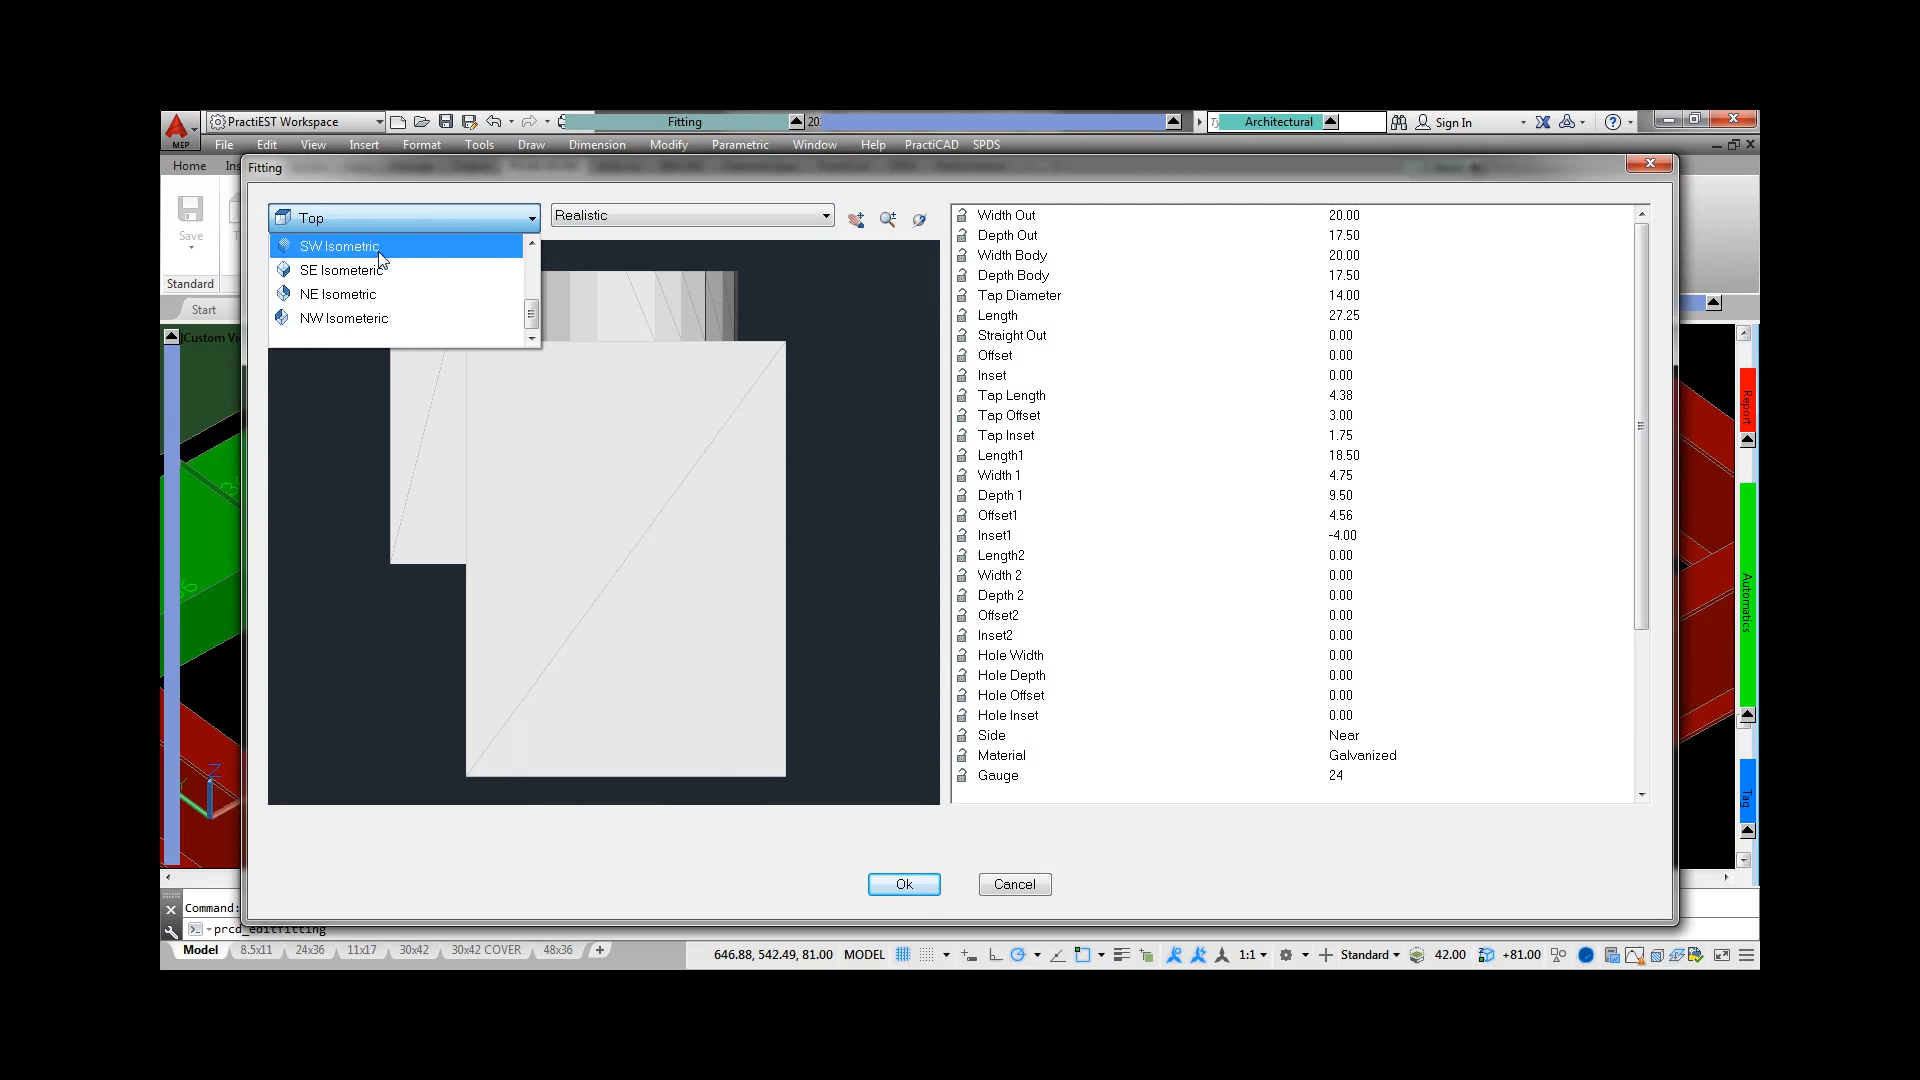 PractiEST Workspace
Fitting
20
Architectural
Sign In
MEP
File Edit View Insert Format Tools Draw Dimension Modify Parametric Window Help PractiCAD SPDS
Home Ins
Fitting
Save
Standard
Start
[Custom Vi
Top
Realistic
SW Isometric
SE Isometeric
NE Isometric
NW Isometeric
Width Out 20.00
Depth Out 17.50
Width Body 20.00
Depth Body 17.50
Tap Diameter 14.00
Length 27.25
Straight Out 0.00
Offset 0.00
Inset 0.00
Tap Length 4.38
Tap Offset 3.00
Tap Inset 1.75
Length1 18.50
Width 1 4.75
Depth 1 9.50
Offset1 4.56
Inset1 -4.00
Length2 0.00
Width 2 0.00
Depth 2 0.00
Offset2 0.00
Inset2 0.00
Hole Width 0.00
Hole Depth 0.00
Hole Offset 0.00
Hole Inset 0.00
Side Near
Material Galvanized
Gauge 24
Report
Automatics
Tag
Z
Ok
Cancel
Command:
prcd_editfitting
Model 8.5x11 24x36 11x17 30x42 30x42 COVER 48x36 +
646.88, 542.49, 81.00 MODEL 1:1 Standard 42.00 +81.00